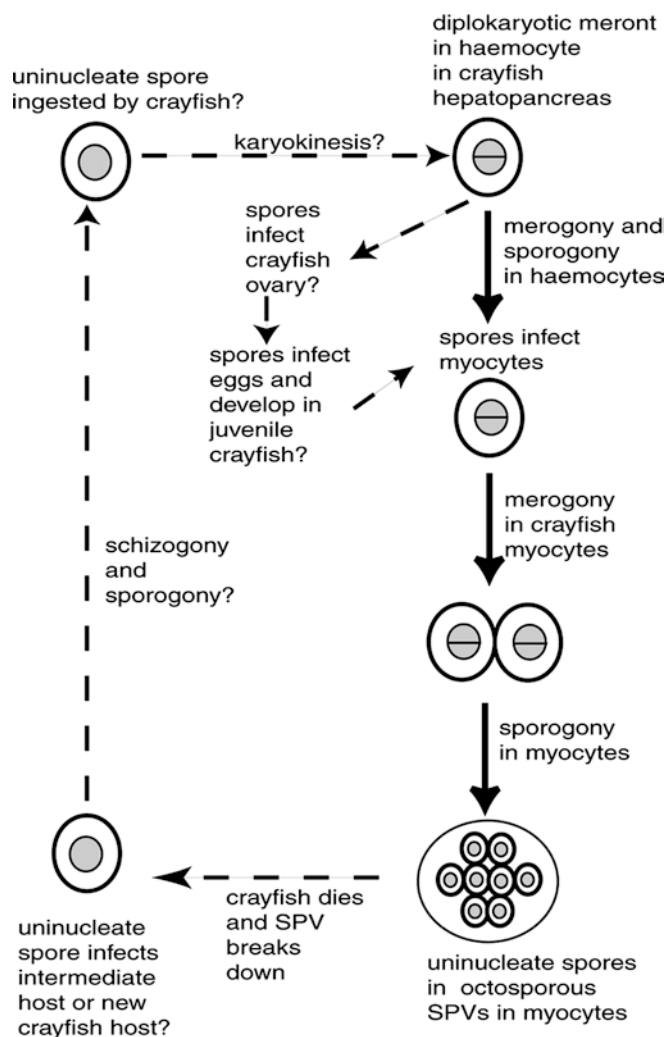 uninucleate spore
ingested by crayfish?
diplokaryotic meront
in haemocyte
in crayfish
hepatopancreas
karyokinesis?
spores
infect
crayfish
ovary?
merogony and
sporogony
in haemocytes
spores infect
eggs and
develop in
juvenile
crayfish?
spores infect
myocytes
merogony
in crayfish
myocytes
schizogony
and
sporogony?
sporogony
in myocytes
crayfish dies
and SPV
breaks
down
uninucleate
spore infects
intermediate
host or new
crayfish host?
uninucleate spores
in octosporous
SPVs in myocytes